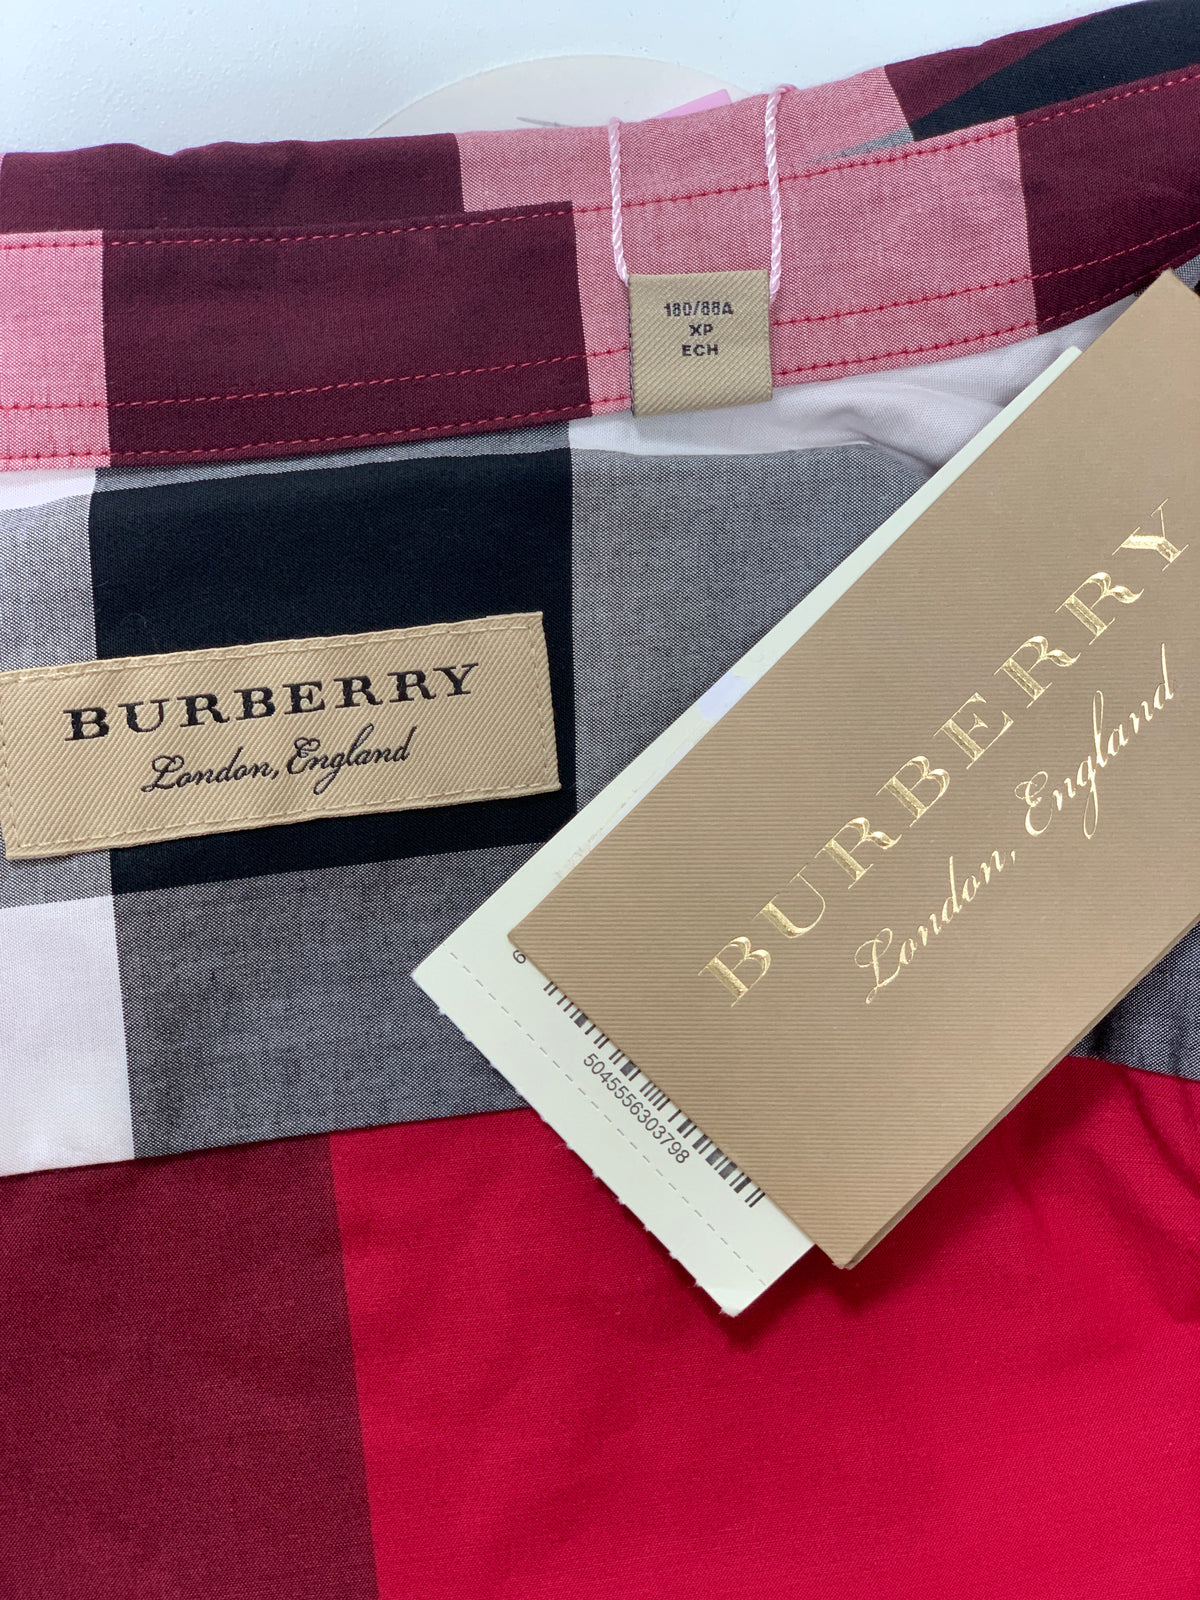 180/88A
XP
ECH
BURBERRY
London, England
BURBERRY
London, England
5045556303798